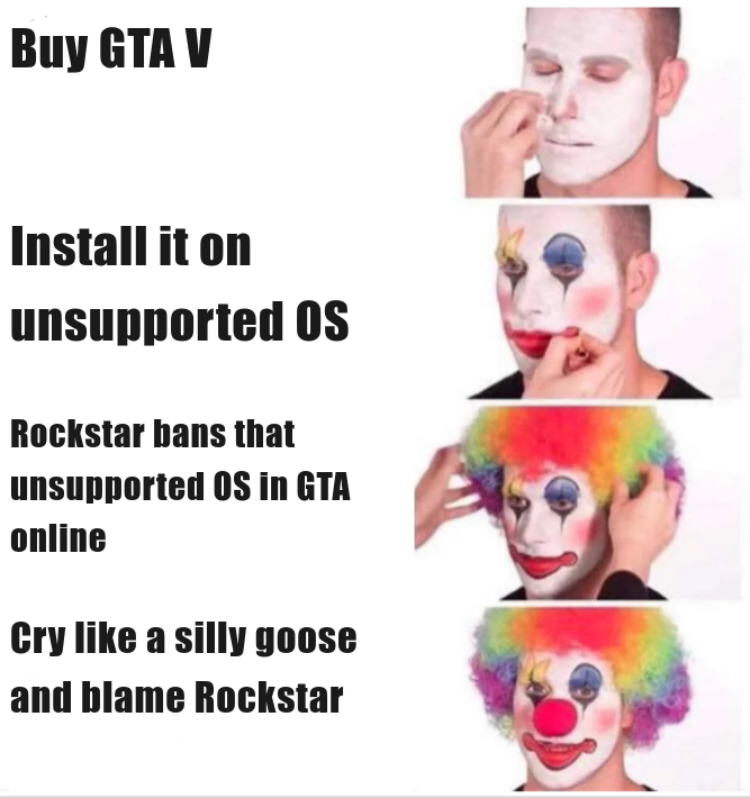 Buy GTA V
Install it on
unsupported OS
Rockstar bans that
unsupported OS in GTA
online
Cry like a silly goose
and blame Rockstar